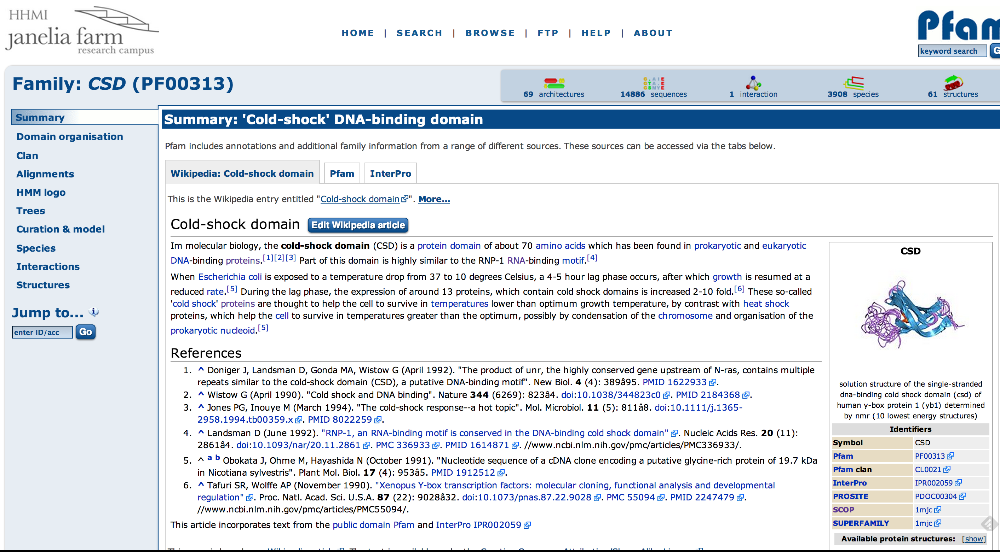 HHMI
janelia farm
research campus
HOME | SEARCH | BROWSE | FTP | HELP | ABOUT
keyword search
Family: CSD (PF00313)
69 architectures
14886 sequences
1 interaction
3908 species
61 structures
Summary
Domain organisation
Clan
Alignments
HMM logo
Trees
Curation & model
Species
Interactions
Structures
Jump to...
enter ID/acc Go
Summary: 'Cold-shock' DNA-binding domain
Pfam includes annotations and additional family information from a range of different sources. These sources can be accessed via the tabs below.
Wikipedia: Cold-shock domain Pfam InterPro
This is the Wikipedia entry entitled "Cold-shock domain". More...
Cold-shock domain Edit Wikipedia article
Im molecular biology, the cold-shock domain (CSD) is a protein domain of about 70 amino acids which has been found in prokaryotic and eukaryotic
DNA-binding proteins.[1][2][3] Part of this domain is highly similar to the RNP-1 RNA-binding motif.[4]
When Escherichia coli is exposed to a temperature drop from 37 to 10 degrees Celsius, a 4-5 hour lag phase occurs, after which growth is resumed at a
reduced rate.[5] During the lag phase, the expression of around 13 proteins, which contain cold shock domains is increased 2-10 fold.[6] These so-called
'cold shock' proteins are thought to help the cell to survive in temperatures lower than optimum growth temperature, by contrast with heat shock
proteins, which help the cell to survive in temperatures greater than the optimum, possibly by condensation of the chromosome and organisation of the
prokaryotic nucleoid.[5]
References
1. ^ Doniger J, Landsman D, Gonda MA, Wistow G (April 1992). "The product of unr, the highly conserved gene upstream of N-ras, contains multiple
repeats similar to the cold-shock domain (CSD), a putative DNA-binding motif". New Biol. 4 (4): 389â95. PMID 1622933.
2. ^ Wistow G (April 1990). "Cold shock and DNA binding". Nature 344 (6269): 823â4. doi:10.1038/344823c0. PMID 2184368.
3. ^ Jones PG, Inouye M (March 1994). "The cold-shock response--a hot topic". Mol. Microbiol. 11 (5): 811â8. doi:10.1111/j.1365-
2958.1994.tb00359.x. PMID 8022259.
4. ^ Landsman D (June 1992). "RNP-1, an RNA-binding motif is conserved in the DNA-binding cold shock domain". Nucleic Acids Res. 20 (11):
2861â4. doi:10.1093/nar/20.11.2861. PMC 336933. PMID 1614871. //www.ncbi.nlm.nih.gov/pmc/articles/PMC336933/.
5. ^ a b Obokata J, Ohme M, Hayashida N (October 1991). "Nucleotide sequence of a cDNA clone encoding a putative glycine-rich protein of 19.7 kDa
in Nicotiana sylvestris". Plant Mol. Biol. 17 (4): 953â5. PMID 1912512.
6. ^ Tafuri SR, Wolffe AP (November 1990). "Xenopus Y-box transcription factors: molecular cloning, functional analysis and developmental
regulation". Proc. Natl. Acad. Sci. U.S.A. 87 (22): 9028â32. doi:10.1073/pnas.87.22.9028. PMC 55094. PMID 2247479.
//www.ncbi.nlm.nih.gov/pmc/articles/PMC55094/.
This article incorporates text from the public domain Pfam and InterPro IPR002059
CSD
solution structure of the single-stranded
dna-binding cold shock domain (csd) of
human y-box protein 1 (yb1) determined
by nmr (10 lowest energy structures)
Identifiers
Symbol CSD
Pfam PF00313
Pfam clan CL0021
InterPro IPR002059
PROSITE PDOC00304
SCOP 1mjc
SUPERFAMILY 1mjc
Available protein structures: [show]